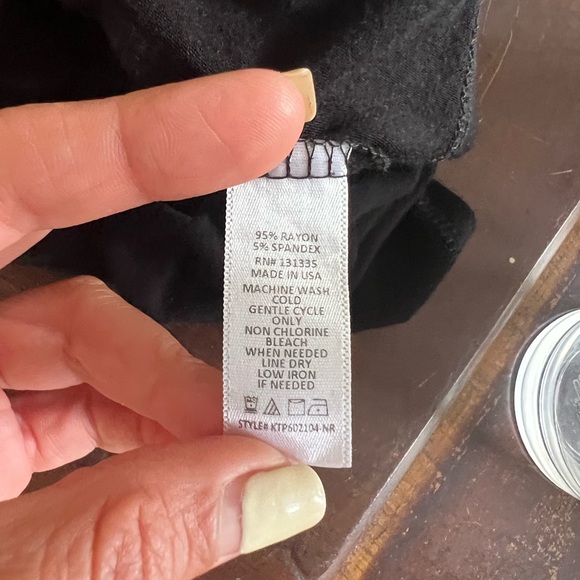 95% RAYON
5% SPANDEX
RN# 131335
MADE IN USA
MACHINE WASH
COLD
GENTLE CYCLE
ONLY
NON CHLORINE
BLEACH
WHEN NEEDED
LINE DRY
LOW IRON
IF NEEDED
STYLE# KTP602104-NR